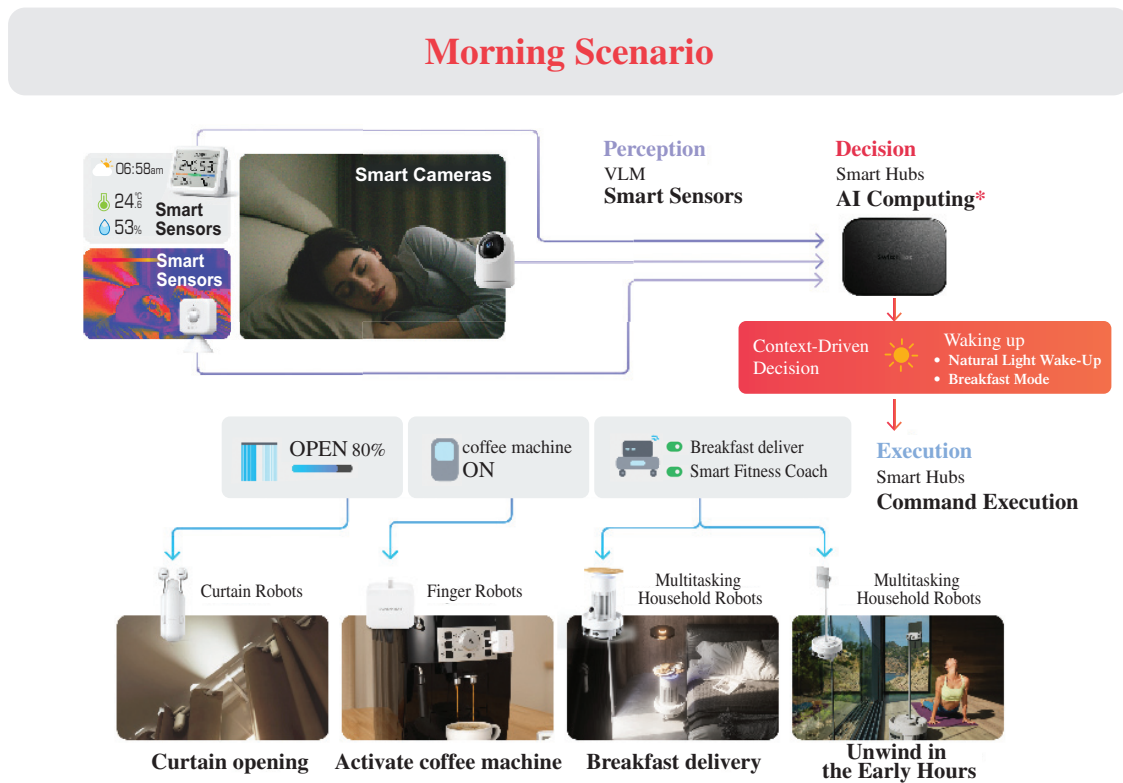 Morning Scenario
06:58am
24.6 °C
53%
Smart
Sensors
Smart
Sensors
Smart Cameras
Perception
VLM
Smart Sensors
Decision
Smart Hubs
AI Computing*
Context-Driven
Decision
Waking up
• Natural Light Wake-Up
• Breakfast Mode
Execution
Smart Hubs
Command Execution
OPEN 80%
coffee machine
ON
Breakfast deliver
Smart Fitness Coach
Curtain Robots
Finger Robots
Multitasking
Household Robots
Multitasking
Household Robots
Curtain opening
Activate coffee machine
Breakfast delivery
Unwind in
the Early Hours